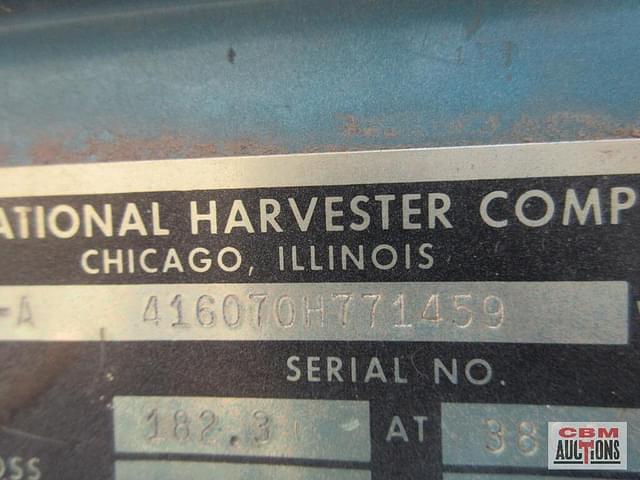 ATIONAL HARVESTER COMP
CHICAGO, ILLINOIS
-A 416070H771459
SERIAL NO.
182.3 AT 38
OSS
CBM
AUCTIONS